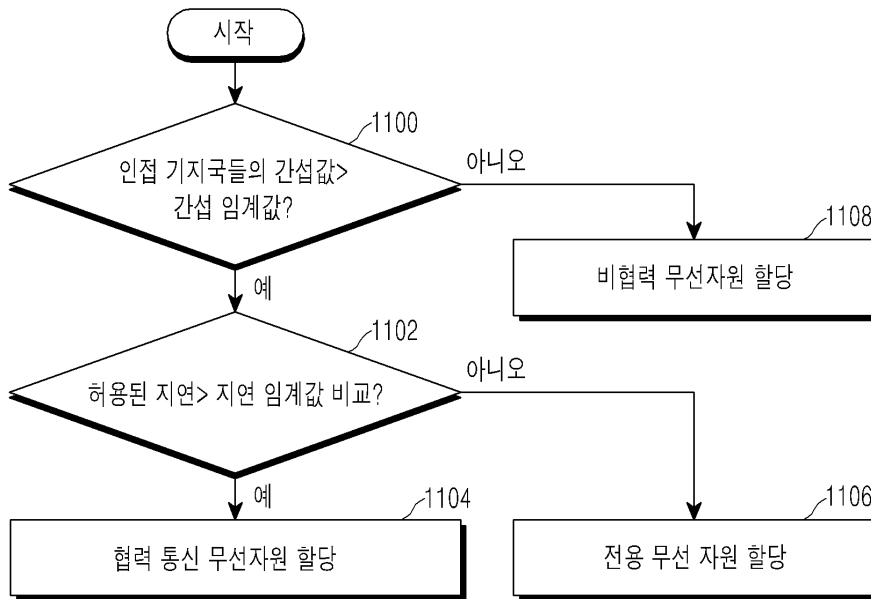 시작
1100
인접 기지국들의 간섭값>
간섭 임계값?
아니오
1108
비협력 무선자원 할당
예
1102
허용된 지연> 지연 임계값 비교?
아니오
예
1104
협력 통신 무선자원 할당
1106
전용 무선 자원 할당